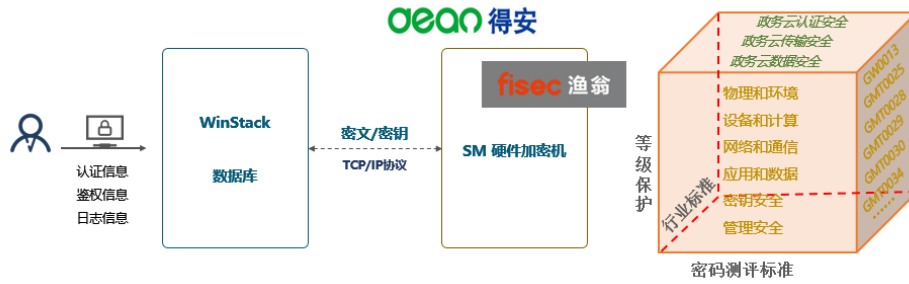 dean 得安
fisec 渔翁
认证信息
鉴权信息
日志信息
WinStack
数据库
密文/密钥
TCP/IP协议
SM 硬件加密机
政务云认证安全
政务云传输安全
政务云数据安全
物理和环境
设备和计算
网络和通信
应用和数据
密钥安全
管理安全
等级保护
行业标准
密码测评标准
GW0013
GMT0025
GMT0028
GMT0029
GMT0030
GMT0034
......